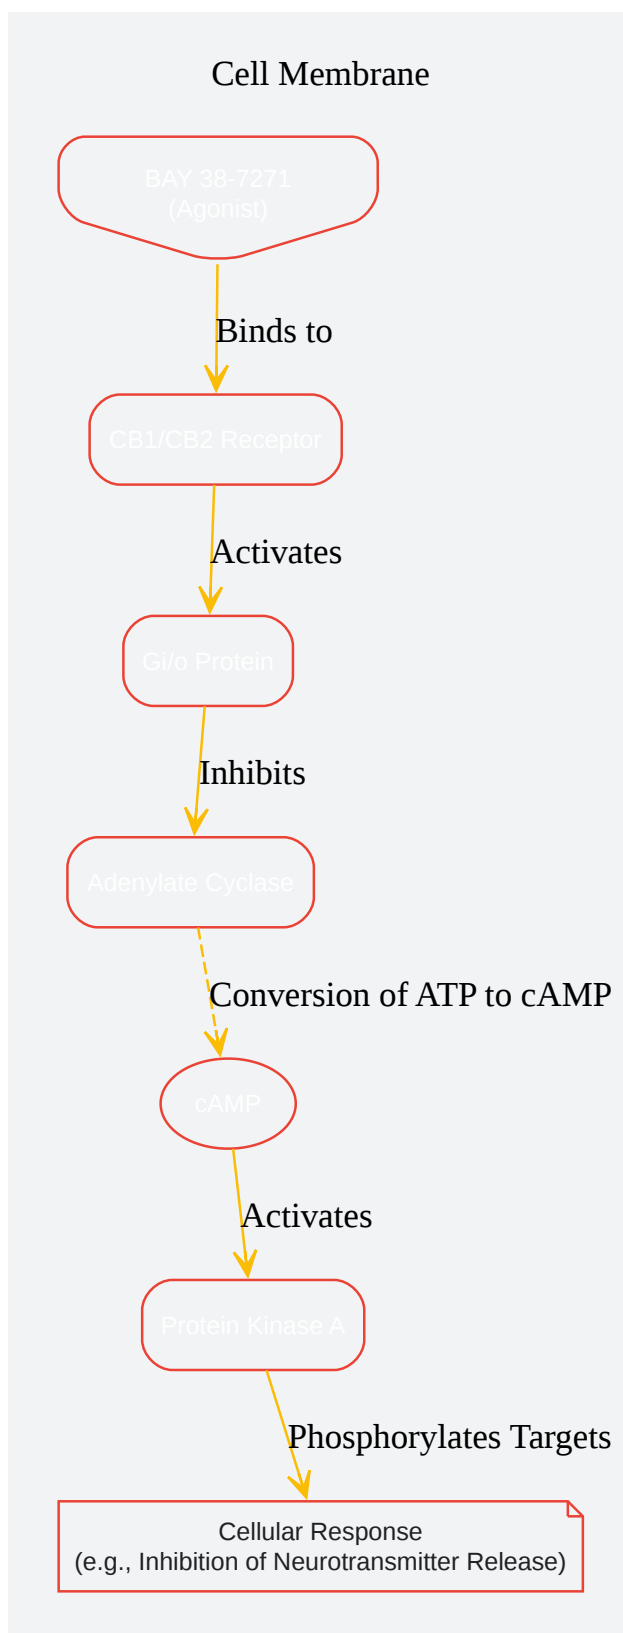 Cell Membrane
BAY 38-7271
(Agonist)
Binds to
CB1/CB2 Receptor
Activates
Gi/o Protein
Inhibits
Adenylate Cyclase
Conversion of ATP to cAMP
cAMP
Activates
Protein Kinase A
Phosphorylates Targets
Cellular Response
(e.g., Inhibition of Neurotransmitter Release)